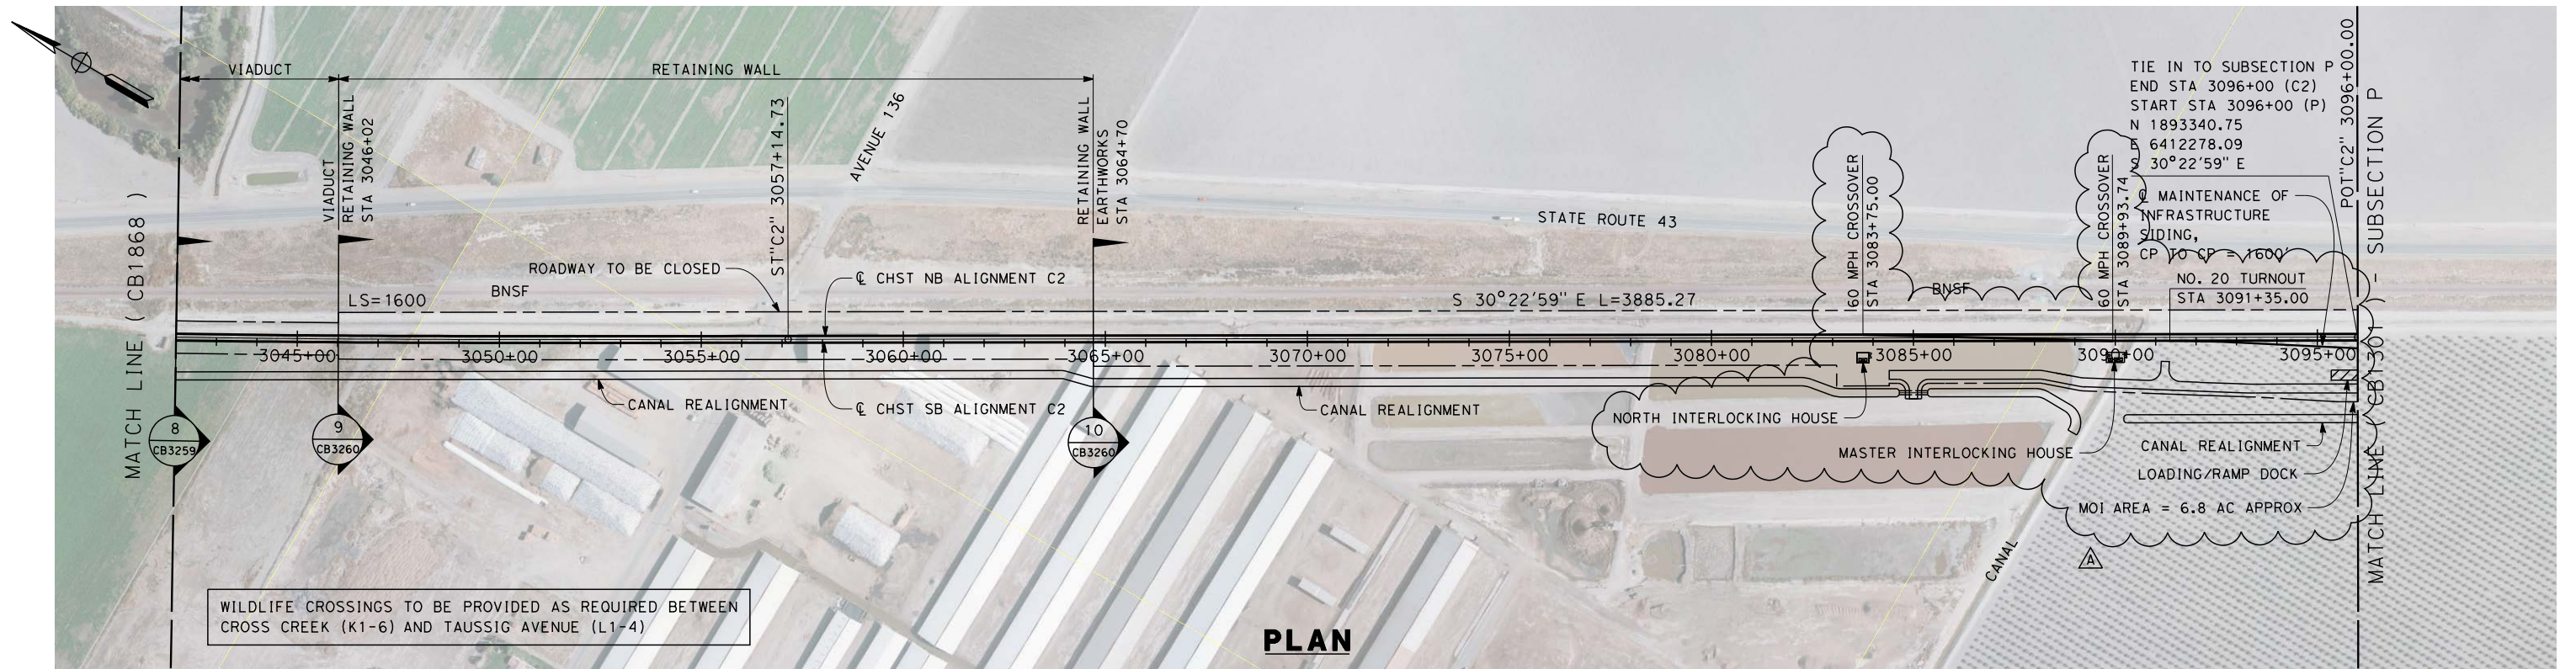 VIADUCT
RETAINING WALL
VIADUCT
RETAINING WALL
STA 3046+02
ST"C2" 3057+14.73
AVENUE 136
RETAINING WALL
EARTHWORKS
STA 3064+70
STATE ROUTE 43
60 MPH CROSSOVER
STA 3083+75.00
60 MPH CROSSOVER
STA 3089+93.74
TIE IN TO SUBSECTION P
END STA 3096+00 (C2)
START STA 3096+00 (P)
N 1893340.75
E 6412278.09
S 30°22'59" E
℄ MAINTENANCE OF
INFRASTRUCTURE
SIDING,
CP TO CP = 1600'
NO. 20 TURNOUT
STA 3091+35.00
POT"C2" 3096+00.00
MATCH LINE (CB1301) - SUBSECTION P
MATCH LINE ( CB1868 )
ROADWAY TO BE CLOSED
℄ CHST NB ALIGNMENT C2
LS=1600
BNSF
S 30°22'59" E L=3885.27
BNSF
3045+00
3050+00
3055+00
3060+00
3065+00
3070+00
3075+00
3080+00
3085+00
3090+00
3095+00
CANAL REALIGNMENT
℄ CHST SB ALIGNMENT C2
CANAL REALIGNMENT
NORTH INTERLOCKING HOUSE
MASTER INTERLOCKING HOUSE
CANAL REALIGNMENT
LOADING/RAMP DOCK
MOI AREA = 6.8 AC APPROX
8
CB3259
9
CB3260
10
CB3260
CANAL
A
WILDLIFE CROSSINGS TO BE PROVIDED AS REQUIRED BETWEEN
CROSS CREEK (K1-6) AND TAUSSIG AVENUE (L1-4)
PLAN